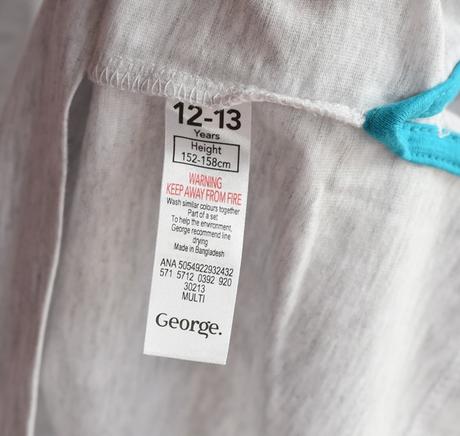 12-13
Years
Height
152-158cm
WARNING
KEEP AWAY FROM FIRE
Wash similar colours together
Part of a set
To help the environment,
George recommend line
drying
Made in Bangladesh
ANA 5054922932432
571 5712 0392 920
30213
MULTI
George.